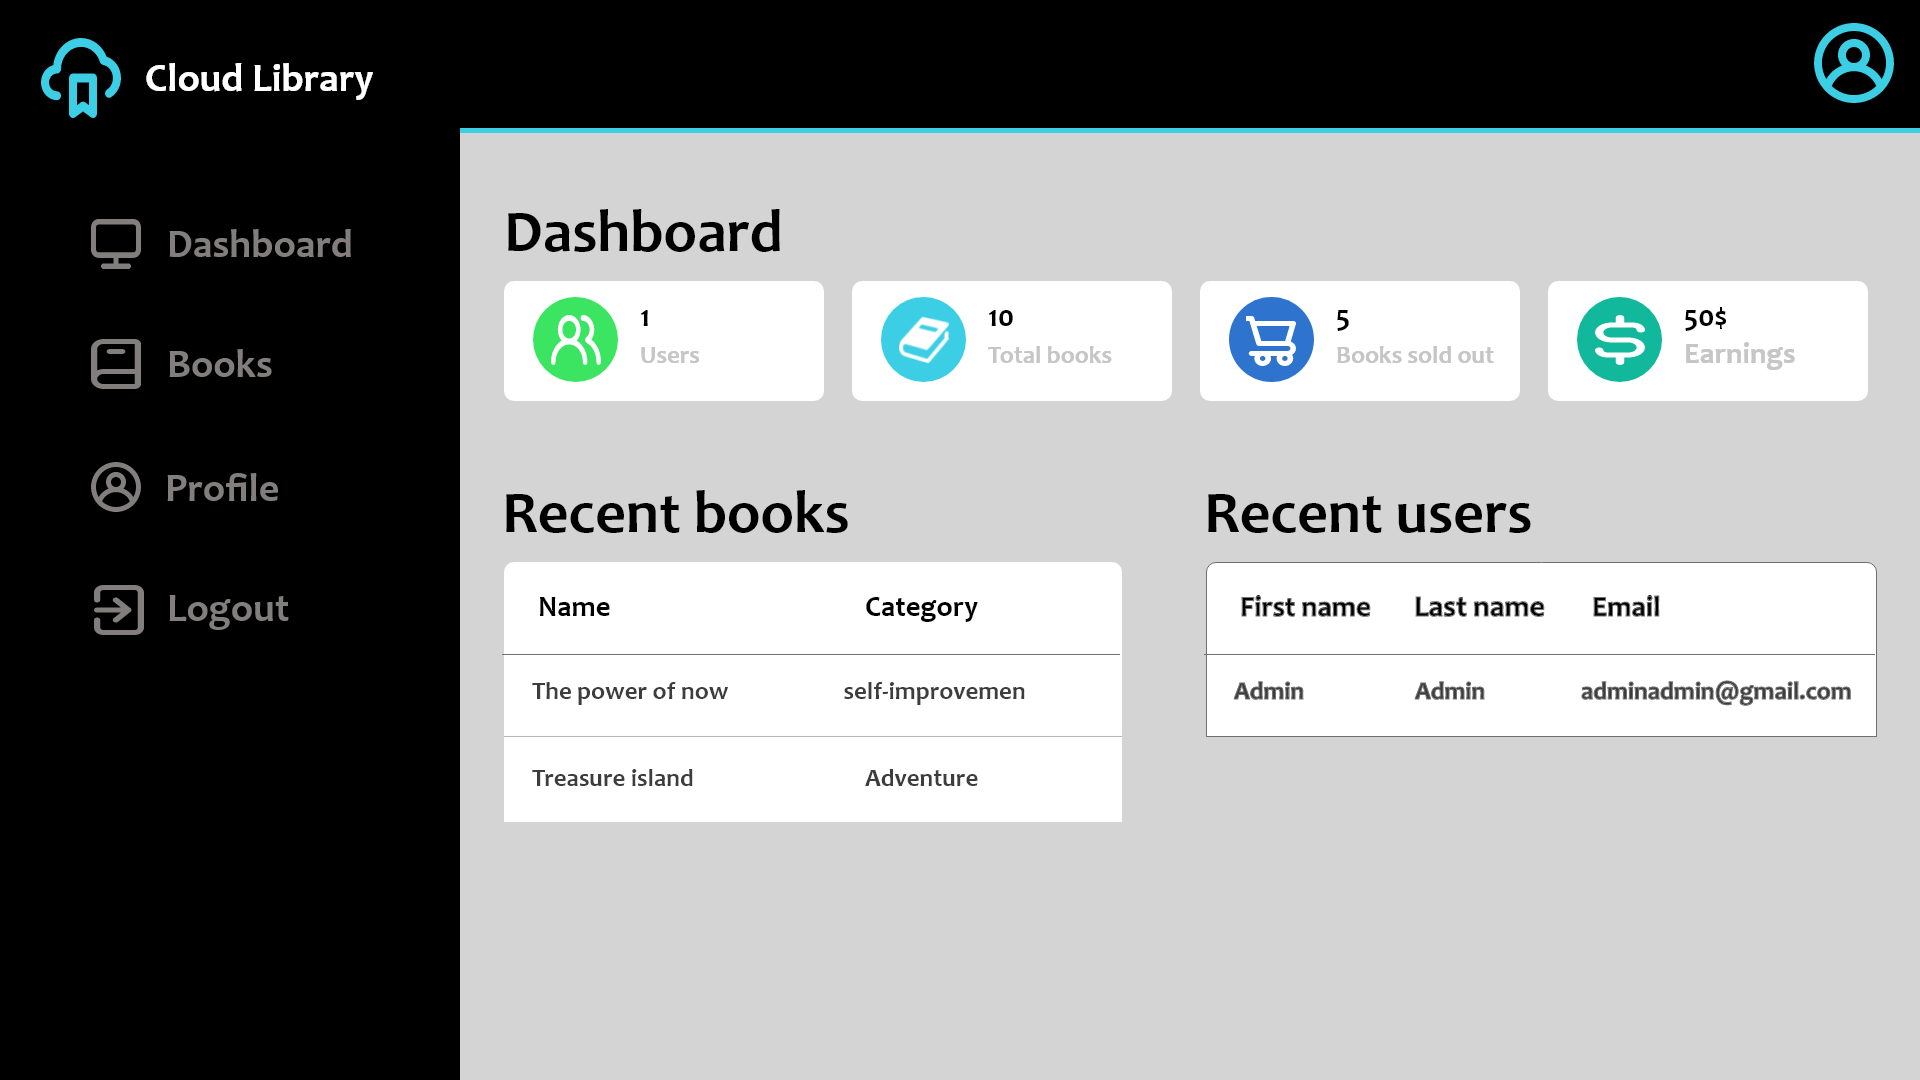 Cloud Library
Dashboard
Books
Profile
Logout
Dashboard
1
Users
10
Total books
5
Books sold out
50$
Earnings
Recent books
Name Category
The power of now self-improvemen
Treasure island Adventure
Recent users
First name Last name Email
Admin Admin adminadmin@gmail.com